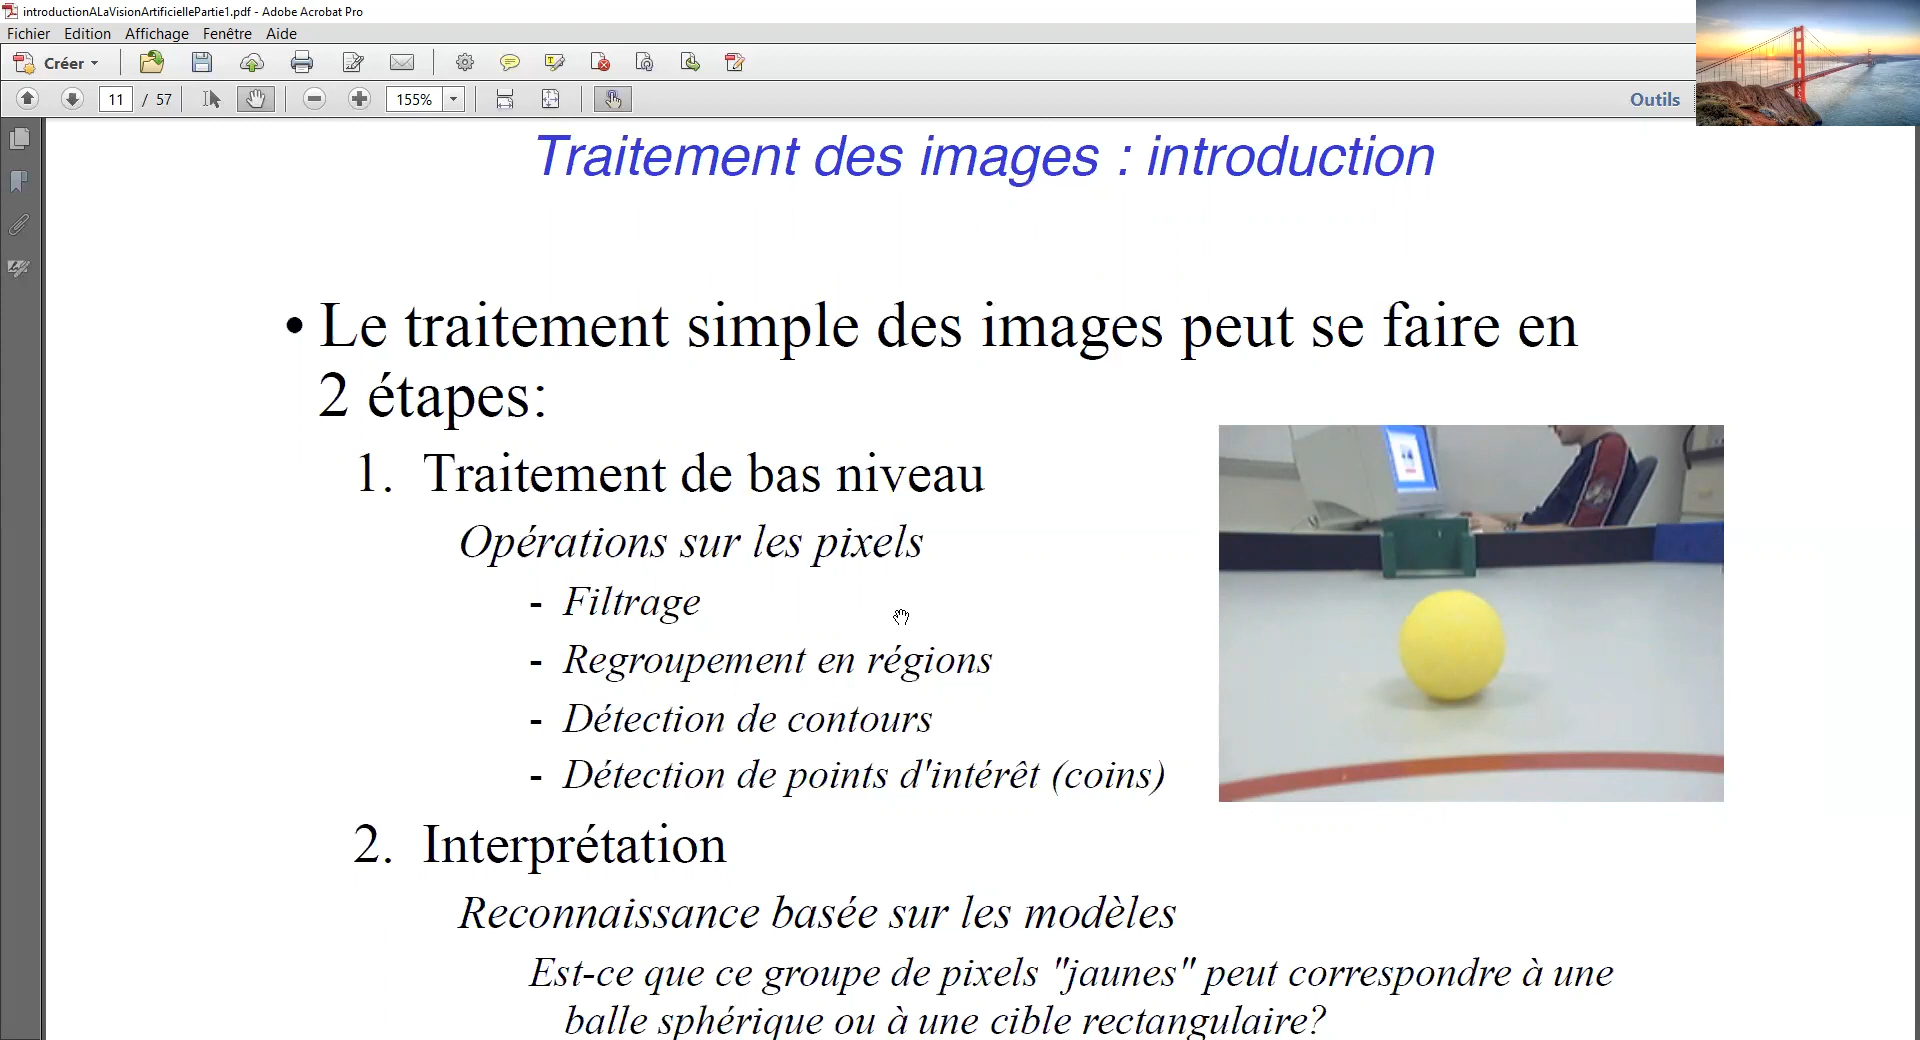 introductionALaVisionArtificiellePartie1.pdf - Adobe Acrobat Pro
Fichier Edition Affichage Fenêtre Aide
Créer
11 / 57 155% Outils
Traitement des images : introduction
• Le traitement simple des images peut se faire en
2 étapes:
1. Traitement de bas niveau
Opérations sur les pixels
- Filtrage
- Regroupement en régions
- Détection de contours
- Détection de points d'intérêt (coins)
2. Interprétation
Reconnaissance basée sur les modèles
Est-ce que ce groupe de pixels "jaunes" peut correspondre à une
balle sphérique ou à une cible rectangulaire?